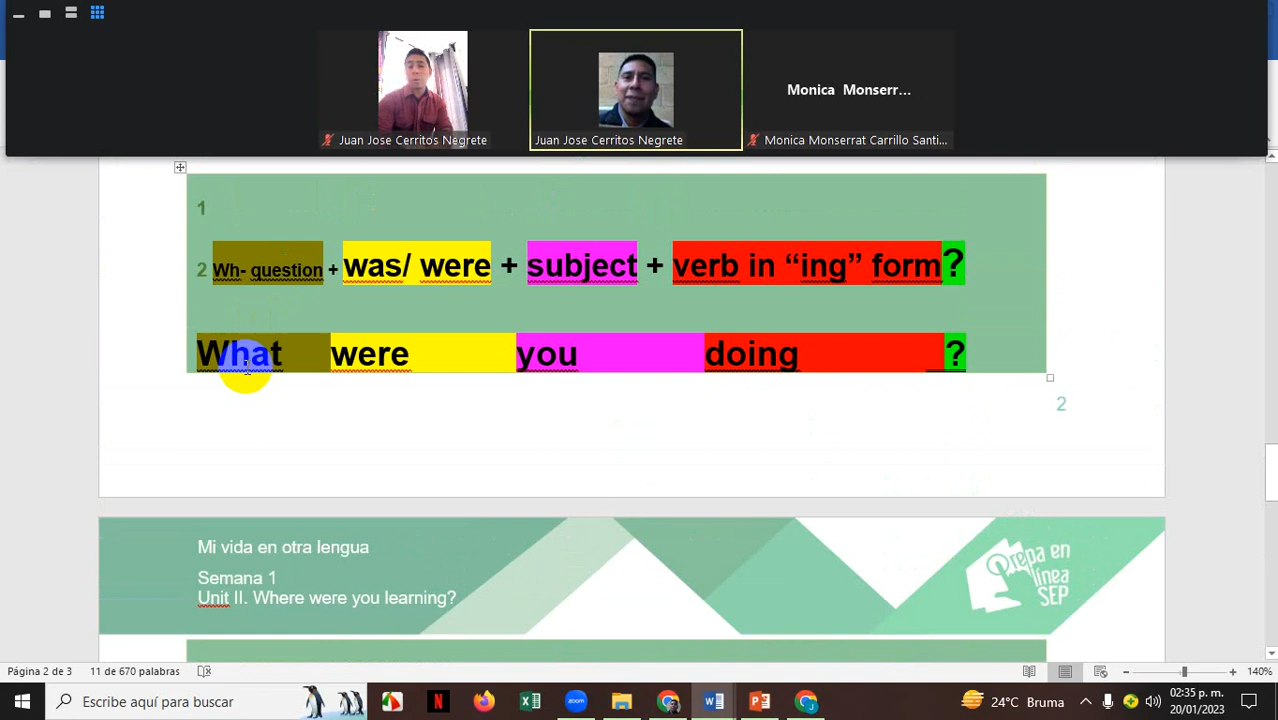 Monica Monserr...
Juan Jose Cerritos Negrete
Juan Jose Cerritos Negrete
Monica Monserrat Carrillo Santi...
1
2 Wh- question + was/ were + subject + verb in “ing” form?
What were you doing ?
2
Mi vida en otra lengua
Semana 1
Unit II. Where were you learning?
Prepa en
línea
SEP
Página 2 de 3
11 de 670 palabras
140%
Escribe aquí para buscar
24°C Bruma
02:35 p. m.
20/01/2023